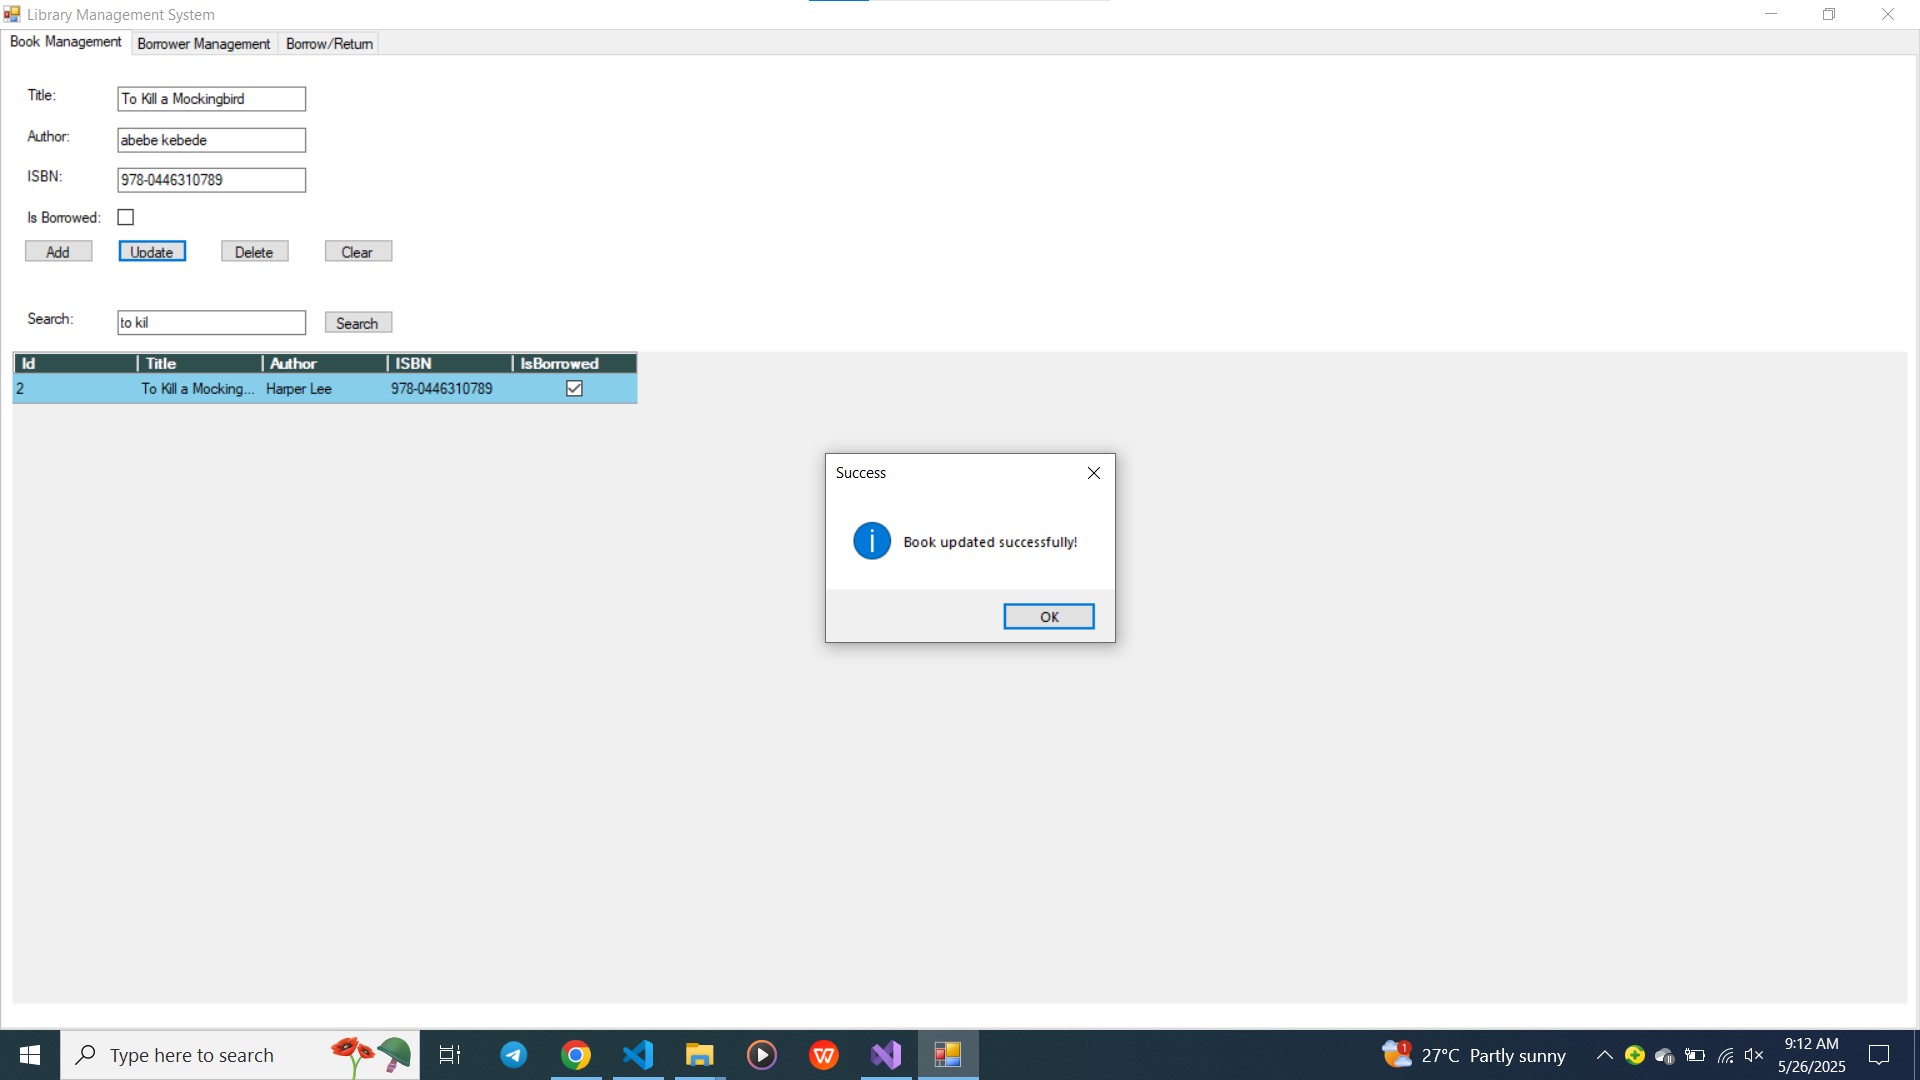 Library Management System
Book Management Borrower Management Borrow/Return
Title: To Kill a Mockingbird
Author: abebe kebede
ISBN: 978-0446310789
Is Borrowed:
Add Update Delete Clear
Search: to kil Search
Id Title Author ISBN IsBorrowed
2 To Kill a Mocking... Harper Lee 978-0446310789
Success
Book updated successfully!
OK
Type here to search
1
27°C Partly sunny
9:12 AM
5/26/2025